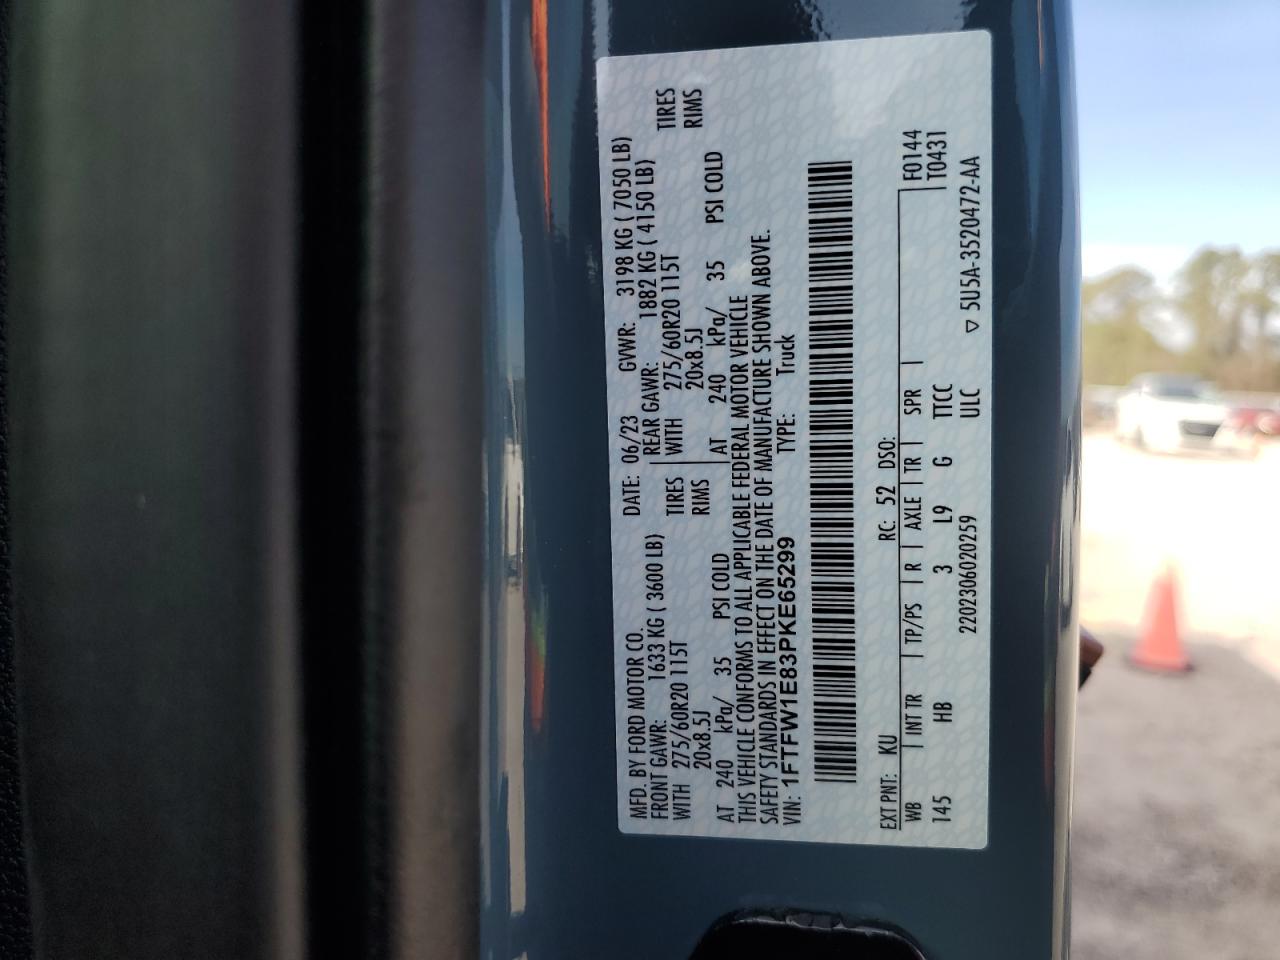 MFD. BY FORD MOTOR CO. DATE: 06/23 GVWR: 3198 KG ( 7050 LB)
FRONT GAWR: 1633 KG ( 3600 LB) REAR GAWR: 1882 KG ( 4150 LB)
WITH 275/60R20 115T TIRES WITH 275/60R20 115T TIRES
20x8.5J RIMS 20x8.5J RIMS
AT 240 kPa/ 35 PSI COLD AT 240 kPa/ 35 PSI COLD
THIS VEHICLE CONFORMS TO ALL APPLICABLE FEDERAL MOTOR VEHICLE
SAFETY STANDARDS IN EFFECT ON THE DATE OF MANUFACTURE SHOWN ABOVE.
VIN: 1FTFW1E83PKE65299 TYPE: Truck
EXT PNT: KU RC: 52 DSO:
WB INT TR TP/PS R AXLE TR SPR F0144
145 HB 3 L9 G TTCC T0431
2202306020259 ULC ▽ 5U5A-3520472-AA